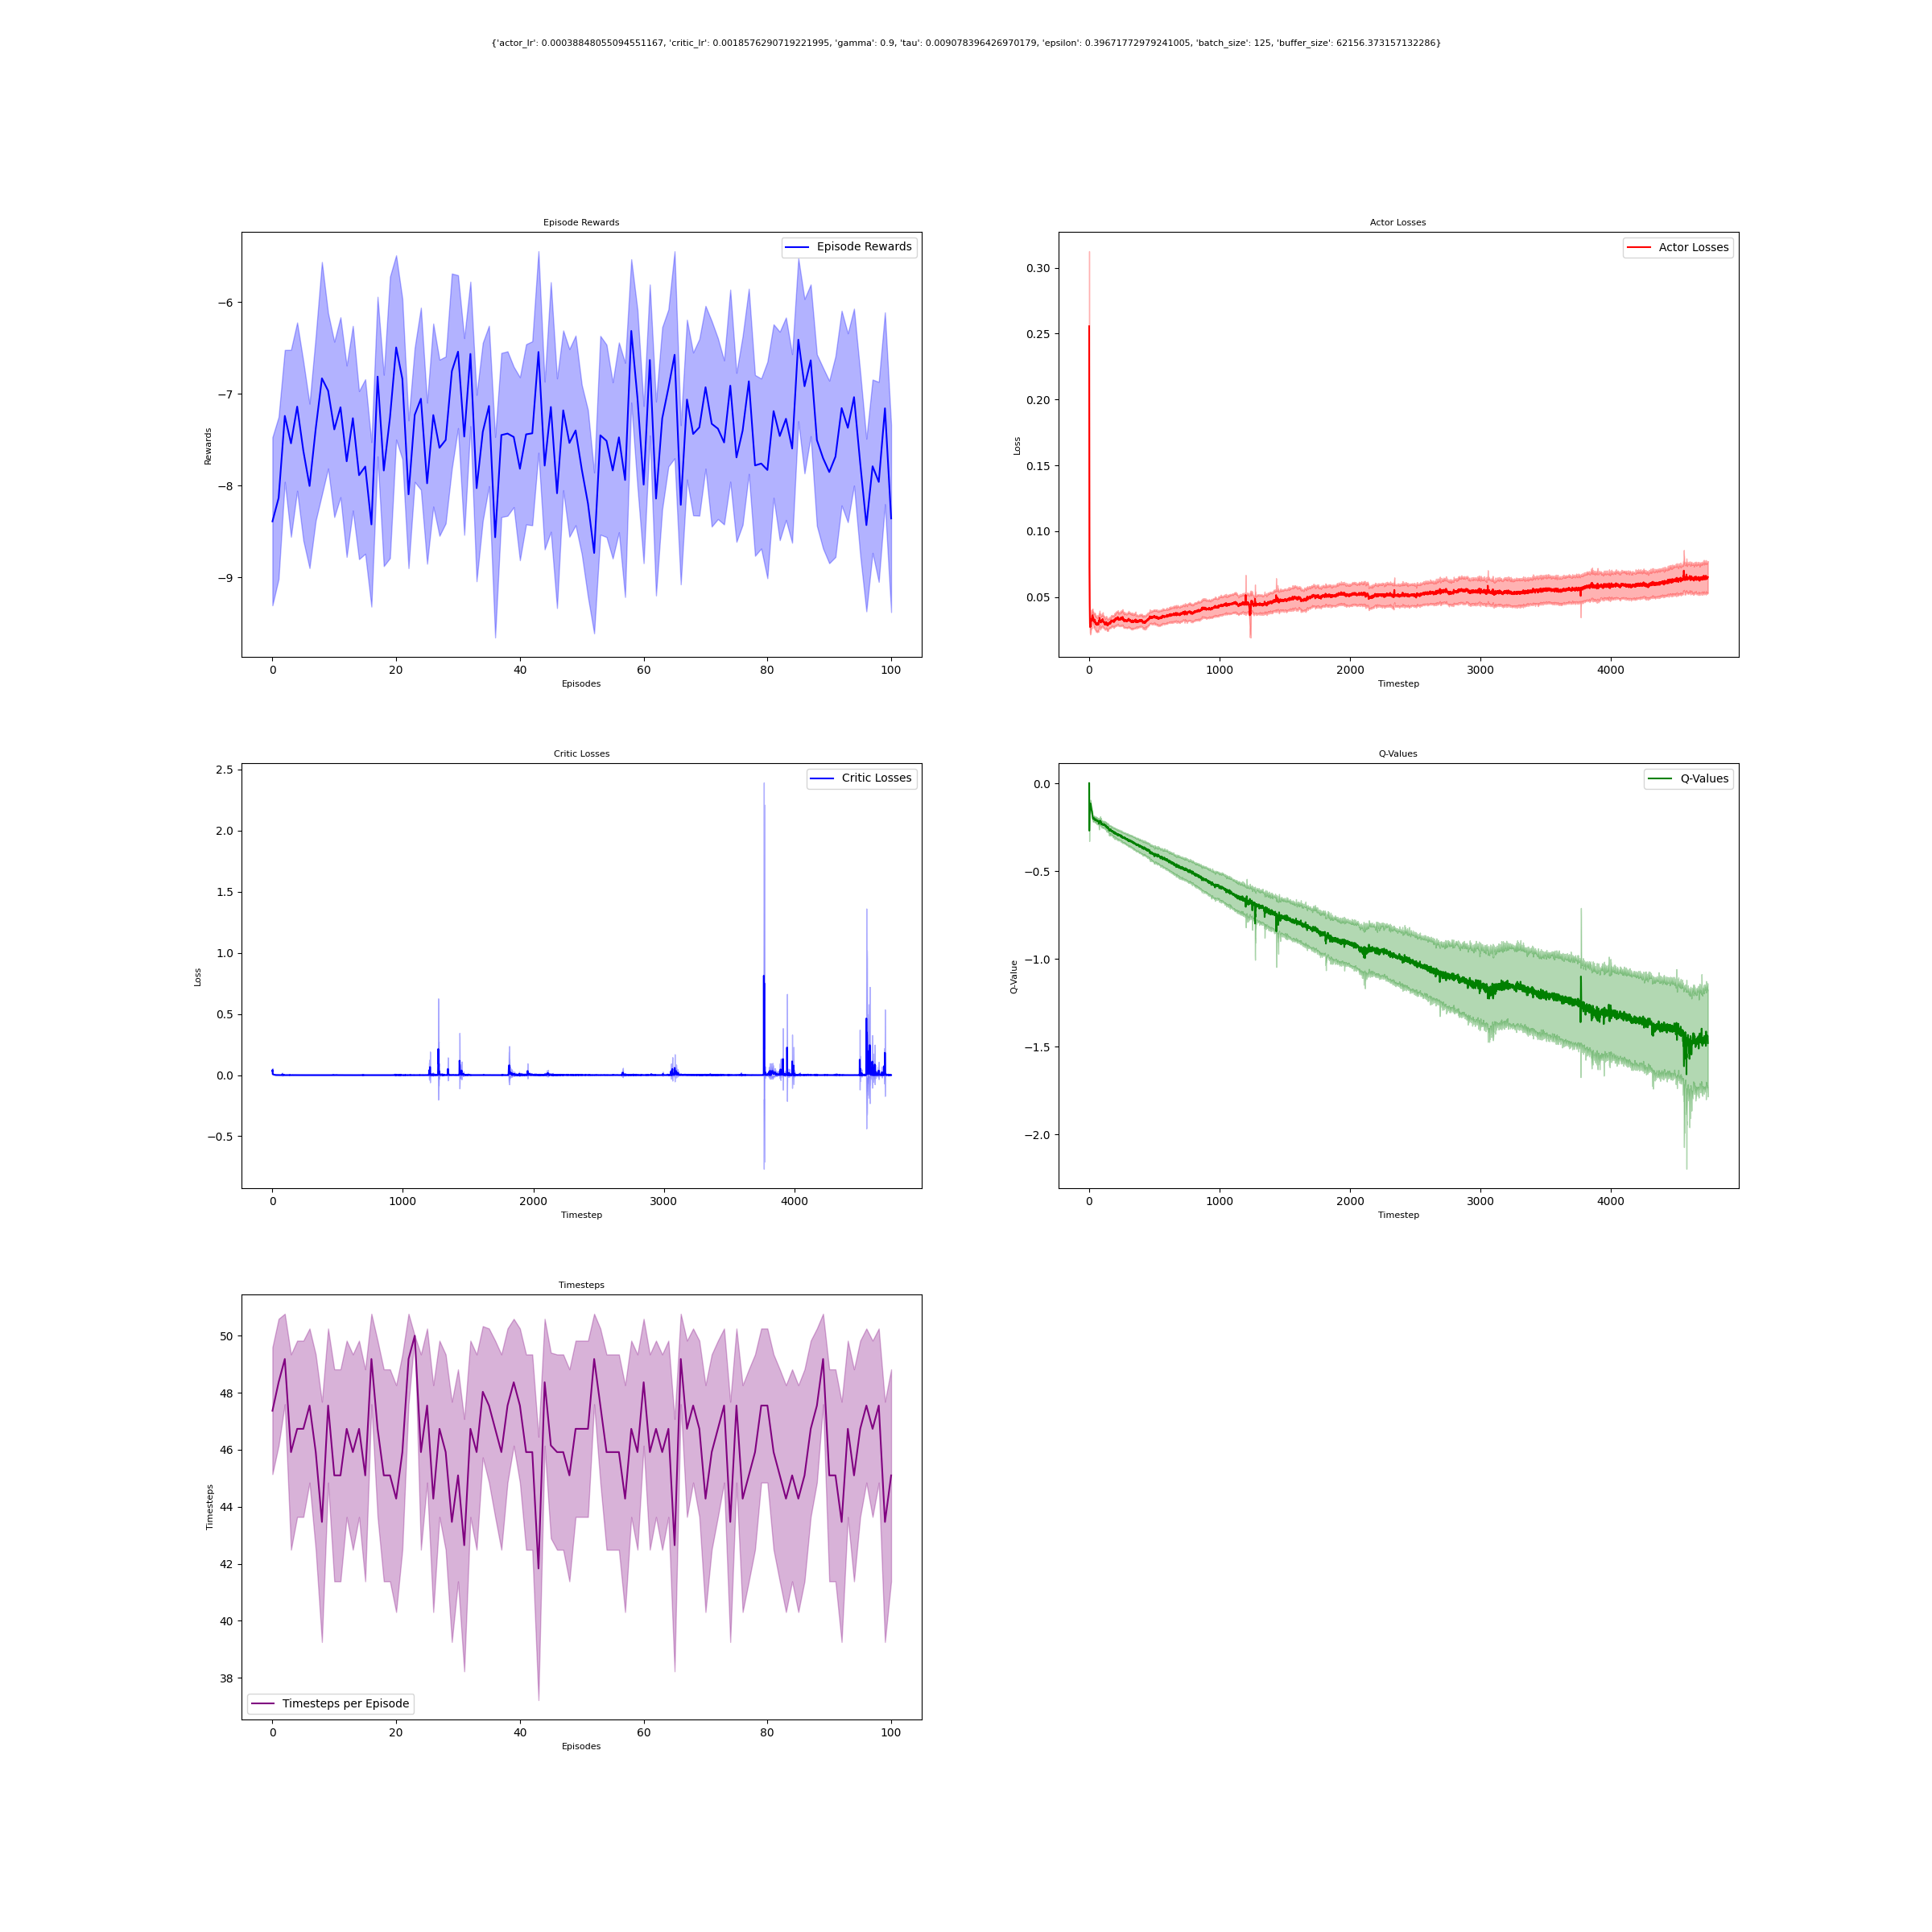 {'actor_lr': 0.00038848055094551167, 'critic_lr': 0.0018576290719221995, 'gamma': 0.9, 'tau': 0.009078396426970179, 'epsilon': 0.39671772979241005, 'batch_size': 125, 'buffer_size': 62156.373157132286}
Episode Rewards
Episode Rewards
Rewards
−6
−7
−8
−9
0 20 40 60 80 100
Episodes
Actor Losses
Actor Losses
Loss
0.30
0.25
0.20
0.15
0.10
0.05
0 1000 2000 3000 4000
Timestep
Critic Losses
Critic Losses
Loss
2.5
2.0
1.5
1.0
0.5
0.0
−0.5
0 1000 2000 3000 4000
Timestep
Q-Values
Q-Values
Q-Value
0.0
−0.5
−1.0
−1.5
−2.0
0 1000 2000 3000 4000
Timestep
Timesteps
Timesteps
50
48
46
44
42
40
38
Timesteps per Episode
0 20 40 60 80 100
Episodes